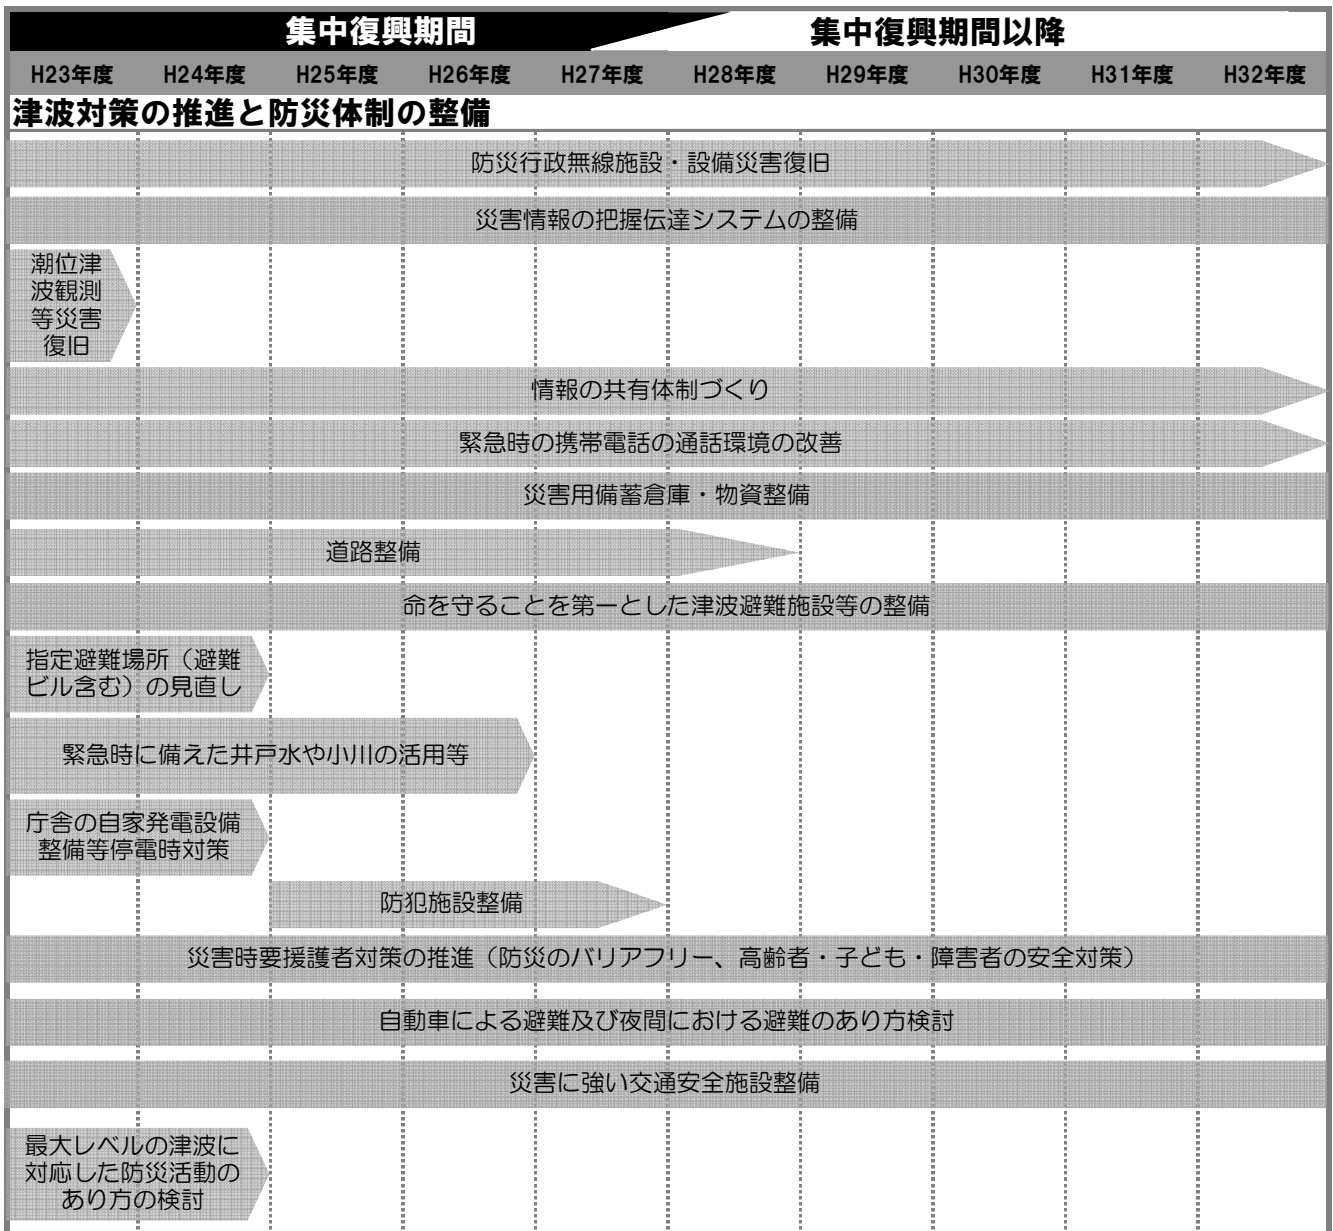 集中復興期間
集中復興期間以降
H23年度 H24年度 H25年度 H26年度 H27年度 H28年度 H29年度 H30年度 H31年度 H32年度
津波対策の推進と防災体制の整備
防災行政無線施設・設備災害復旧
災害情報の把握伝達システムの整備
潮位津
波観測
等災害
復旧
情報の共有体制づくり
緊急時の携帯電話の通話環境の改善
災害用備蓄倉庫・物資整備
道路整備
命を守ることを第一とした津波避難施設等の整備
指定避難場所（避難
ビル含む）の見直し
緊急時に備えた井戸水や小川の活用等
庁舎の自家発電設備
整備等停電時対策
防犯施設整備
災害時要援護者対策の推進（防災のバリアフリー、高齢者・子ども・障害者の安全対策）
自動車による避難及び夜間における避難のあり方検討
災害に強い交通安全施設整備
最大レベルの津波に
対応した防災活動の
あり方の検討